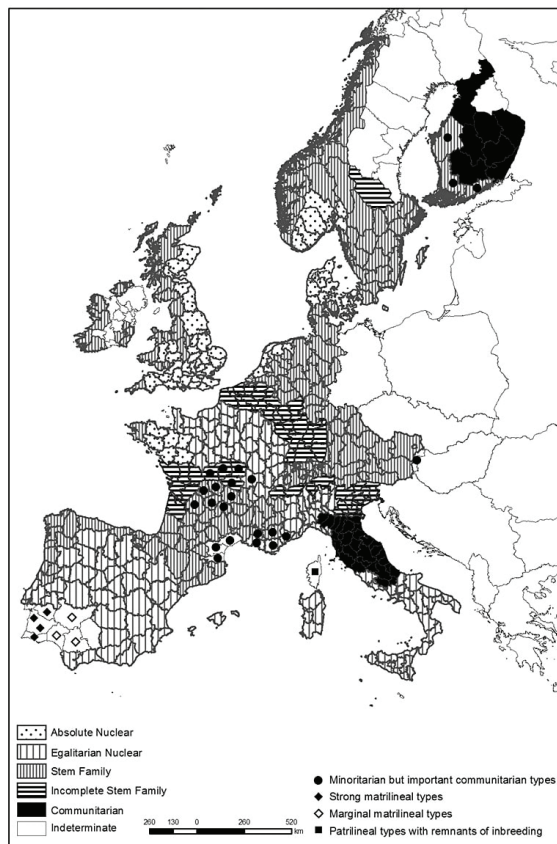 Absolute Nuclear
Egalitarian Nuclear
Stem Family
Incomplete Stem Family
Communitarian
Indeterminate
260 130 0 260 520
km
Minoritarian but important communitarian types
Strong matrilineal types
Marginal matrilineal types
Patrilineal types with remnants of inbreeding